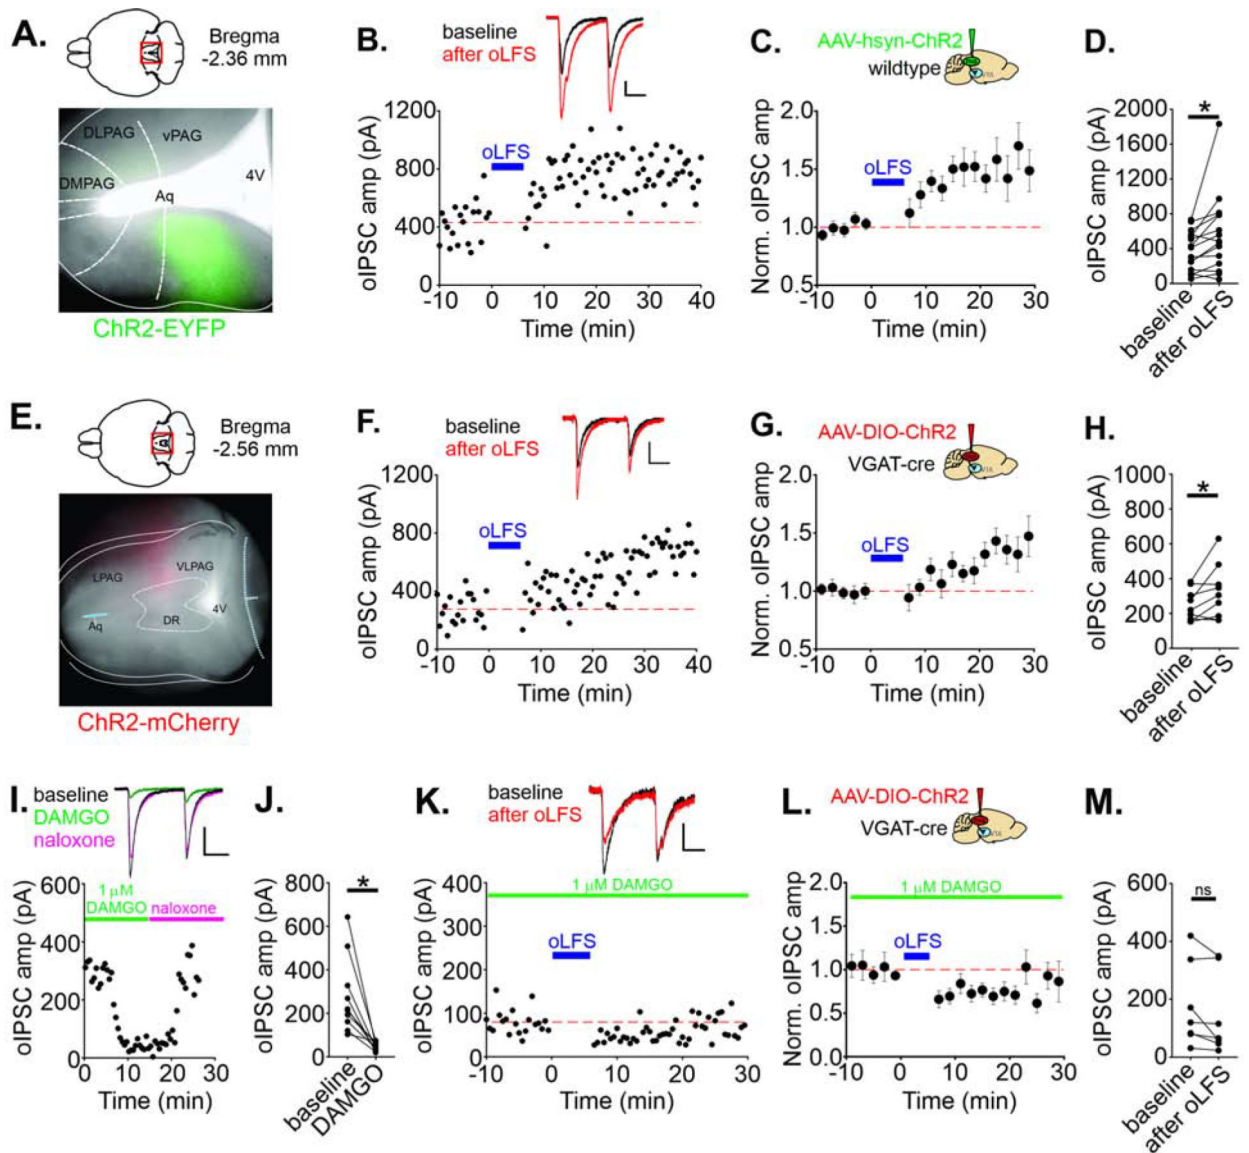 A.
Bregma
-2.36 mm
DLPAG
vPAG
DMPAG
Aq
4V
ChR2-EYFP
B.
baseline
after oLFS
oLFS
oIPSC amp (pA)
1200
800
400
0
-10 0 10 20 30 40
Time (min)
C.
AAV-hsyn-ChR2
wildtype
VTA
oLFS
Norm. oIPSC amp
2.0
1.5
1.0
0.5
-10 0 10 20 30
Time (min)
D.
*
oIPSC amp (pA)
2000
1600
1200
800
400
0
baseline
after oLFS
E.
Bregma
-2.56 mm
LPAG
VLPAG
4V
Aq
DR
ChR2-mCherry
F.
baseline
after oLFS
oLFS
oIPSC amp (pA)
1200
800
400
0
-10 0 10 20 30 40
Time (min)
G.
AAV-DIO-ChR2
VGAT-cre
VTA
oLFS
Norm. oIPSC amp
2.0
1.5
1.0
0.5
-10 0 10 20 30
Time (min)
H.
*
oIPSC amp (pA)
1000
800
600
400
200
0
baseline
after oLFS
I.
baseline
DAMGO
naloxone
1 μM
DAMGO naloxone
oIPSC amp (pA)
600
400
200
0
0 10 20 30
Time (min)
J.
*
oIPSC amp (pA)
800
600
400
200
0
baseline
DAMGO
K.
baseline
after oLFS
1 μM DAMGO
oLFS
oIPSC amp (pA)
400
300
200
100
0
-10 0 10 20 30
Time (min)
L.
AAV-DIO-ChR2
VGAT-cre
VTA
1 μM DAMGO
oLFS
Norm. oIPSC amp
2.0
1.5
1.0
0.5
0.0
-10 0 10 20 30
Time (min)
M.
ns
oIPSC amp (pA)
600
400
200
0
baseline
after oLFS